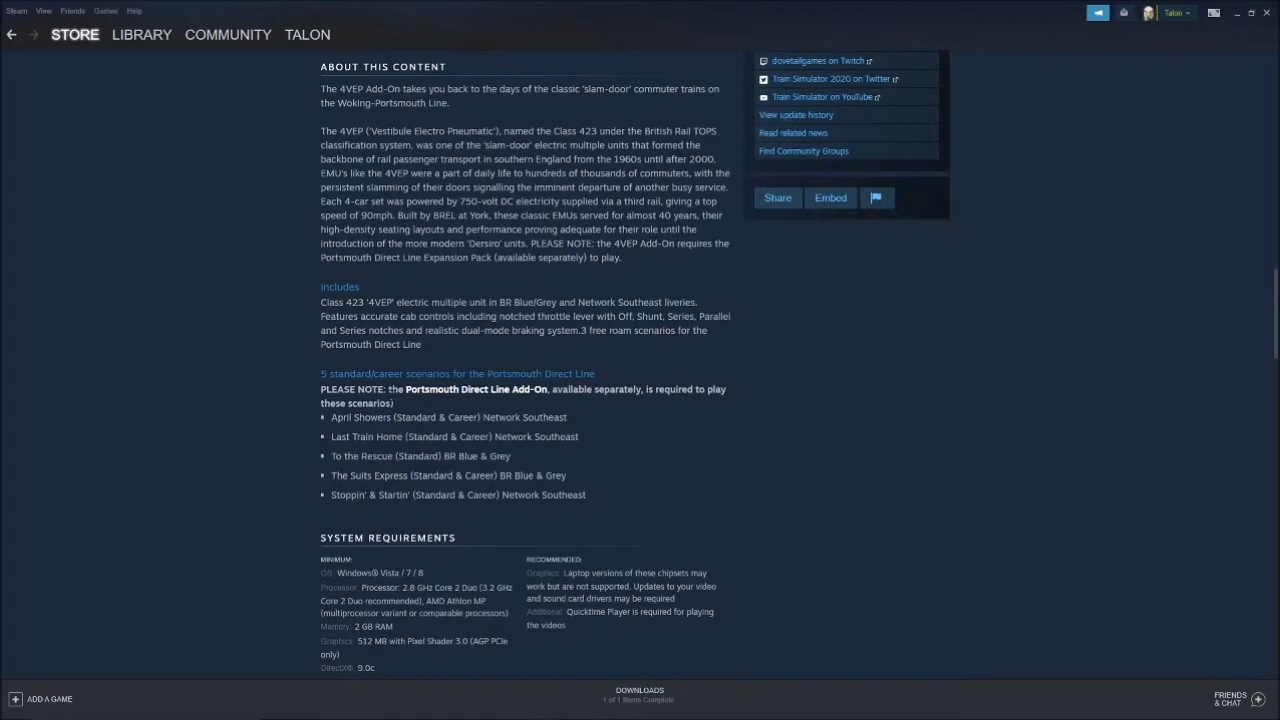 Steam View Friends Games Help
Talon
STORE LIBRARY COMMUNITY TALON
ABOUT THIS CONTENT
The 4VEP Add-On takes you back to the days of the classic 'slam-door' commuter trains on
the Woking-Portsmouth Line.
The 4VEP ('Vestibule Electro Pneumatic'), named the Class 423 under the British Rail TOPS
classification system, was one of the 'slam-door' electric multiple units that formed the
backbone of rail passenger transport in southern England from the 1960s until after 2000.
EMU's like the 4VEP were a part of daily life to hundreds of thousands of commuters, with the
persistent slamming of their doors signalling the imminent departure of another busy service.
Each 4-car set was powered by 750-volt DC electricity supplied via a third rail, giving a top
speed of 90mph. Built by BREL at York, these classic EMUs served for almost 40 years, their
high-density seating layouts and performance proving adequate for their role until the
introduction of the more modern 'Dersiro' units. PLEASE NOTE: the 4VEP Add-On requires the
Portsmouth Direct Line Expansion Pack (available separately) to play.
Includes
Class 423 '4VEP' electric multiple unit in BR Blue/Grey and Network Southeast liveries.
Features accurate cab controls including notched throttle lever with Off, Shunt, Series, Parallel
and Series notches and realistic dual-mode braking system.3 free roam scenarios for the
Portsmouth Direct Line
5 standard/career scenarios for the Portsmouth Direct Line
PLEASE NOTE: the Portsmouth Direct Line Add-On, available separately, is required to play
these scenarios)
April Showers (Standard & Career) Network Southeast
Last Train Home (Standard & Career) Network Southeast
To the Rescue (Standard) BR Blue & Grey
The Suits Express (Standard & Career) BR Blue & Grey
Stoppin' & Startin' (Standard & Career) Network Southeast
SYSTEM REQUIREMENTS
MINIMUM:
OS: Windows® Vista / 7 / 8
Processor: Processor: 2.8 GHz Core 2 Duo (3.2 GHz
Core 2 Duo recommended), AMD Athlon MP
(multiprocessor variant or comparable processors)
Memory: 2 GB RAM
Graphics: 512 MB with Pixel Shader 3.0 (AGP PCIe
only)
DirectX®: 9.0c
RECOMMENDED:
Graphics: Laptop versions of these chipsets may
work but are not supported. Updates to your video
and sound card drivers may be required
Additional: Quicktime Player is required for playing
the videos
dovetailgames on Twitch
Train Simulator 2020 on Twitter
Train Simulator on YouTube
View update history
Read related news
Find Community Groups
Share Embed
ADD A GAME
DOWNLOADS
1 of 1 Items Complete
FRIENDS
& CHAT